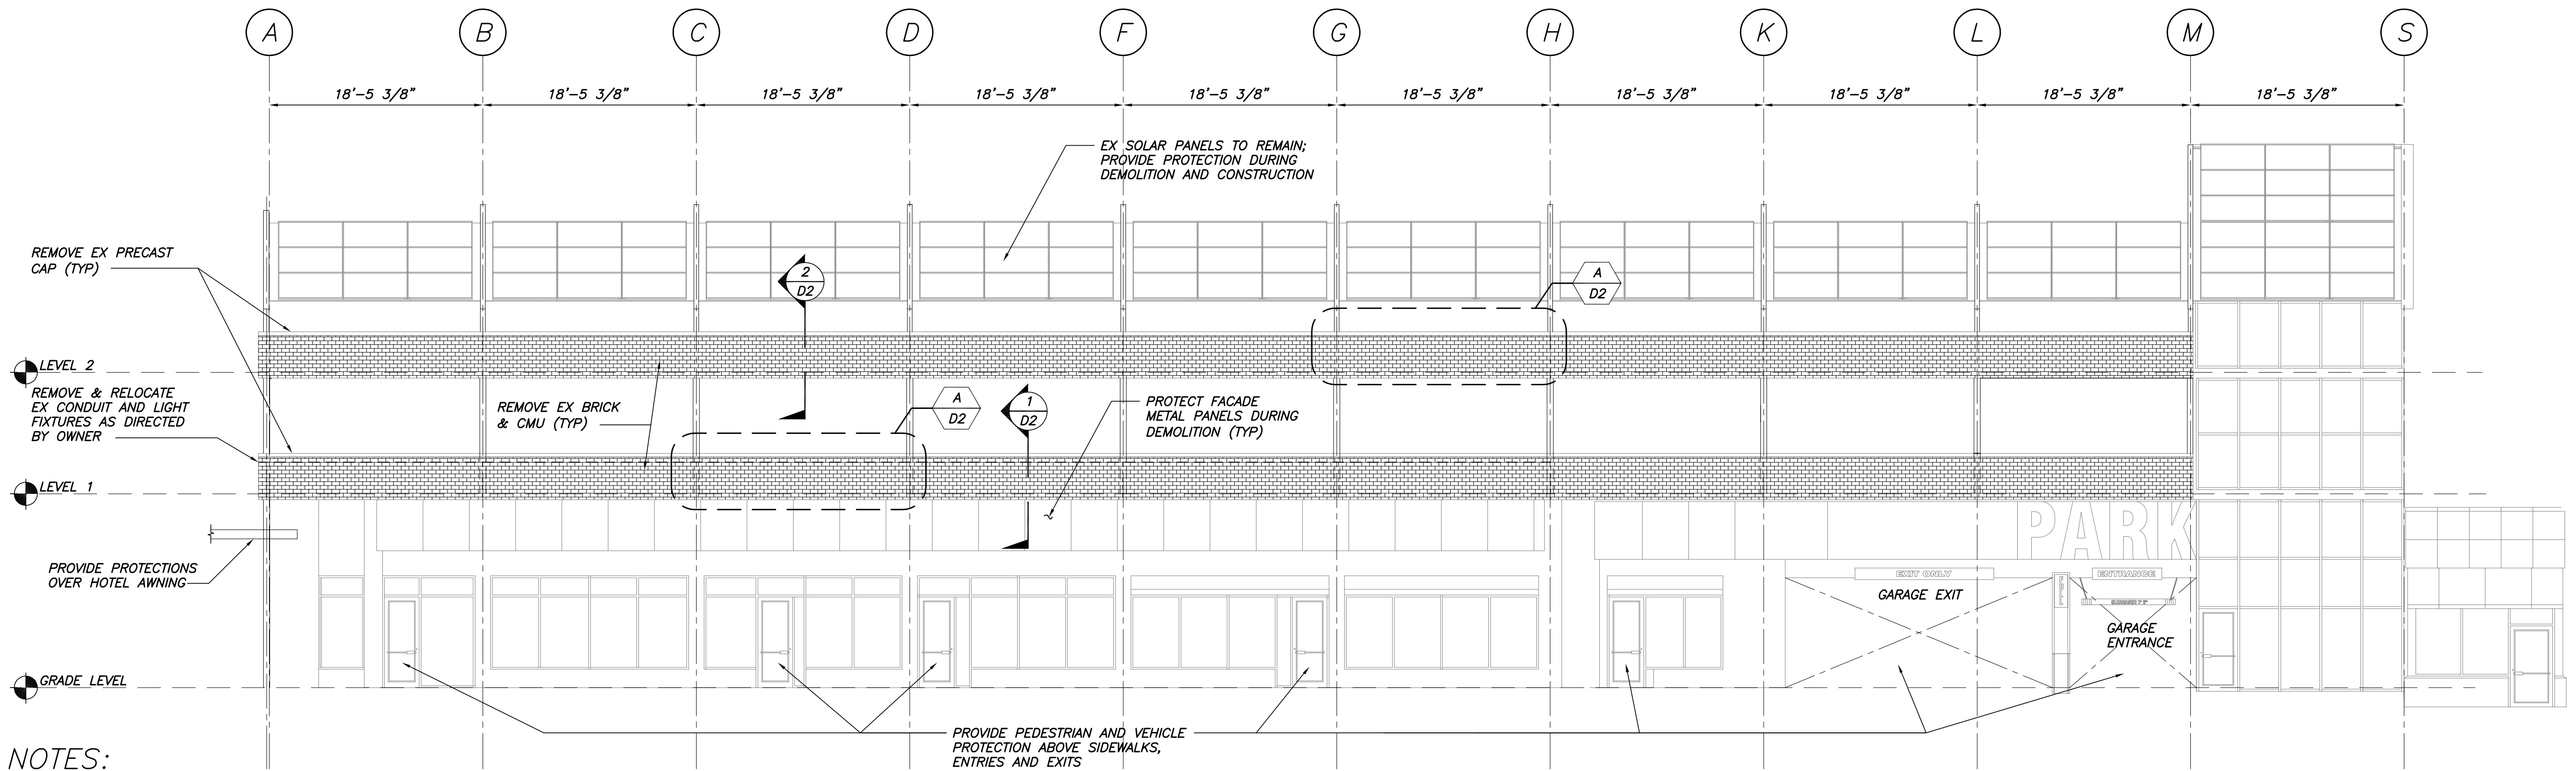 A
B
C
D
F
G
H
K
L
M
S
18'-5 3/8"
18'-5 3/8"
18'-5 3/8"
18'-5 3/8"
18'-5 3/8"
18'-5 3/8"
18'-5 3/8"
18'-5 3/8"
18'-5 3/8"
18'-5 3/8"
EX SOLAR PANELS TO REMAIN;
PROVIDE PROTECTION DURING
DEMOLITION AND CONSTRUCTION
REMOVE EX PRECAST
CAP (TYP)
2
D2
A
D2
LEVEL 2
REMOVE & RELOCATE
EX CONDUIT AND LIGHT
FIXTURES AS DIRECTED
BY OWNER
REMOVE EX BRICK
& CMU (TYP)
A
D2
1
D2
PROTECT FACADE
METAL PANELS DURING
DEMOLITION (TYP)
LEVEL 1
PARK
PROVIDE PROTECTIONS
OVER HOTEL AWNING
EXIT ONLY
FULL
ENTRANCE
GARAGE EXIT
GARAGE
ENTRANCE
GRADE LEVEL
PROVIDE PEDESTRIAN AND VEHICLE
PROTECTION ABOVE SIDEWALKS,
ENTRIES AND EXITS
NOTES: